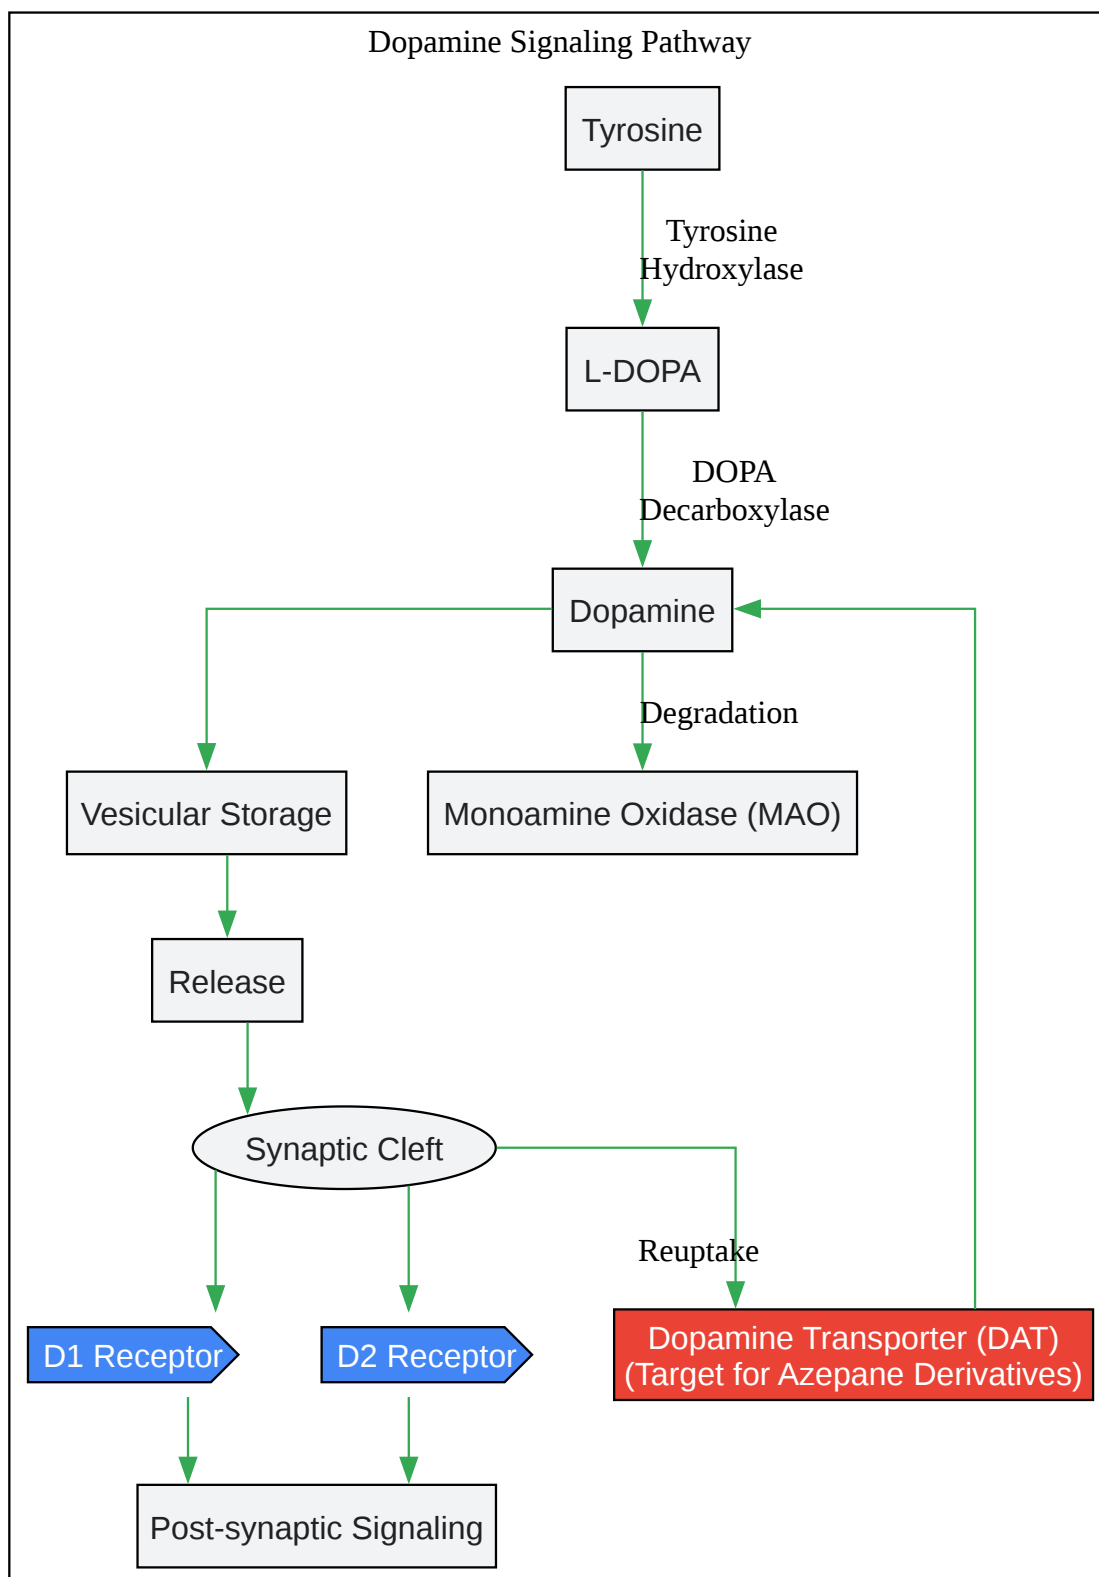 Dopamine Signaling Pathway
Tyrosine
Tyrosine
Hydroxylase
L-DOPA
DOPA
Decarboxylase
Dopamine
Degradation
Vesicular Storage
Monoamine Oxidase (MAO)
Release
Synaptic Cleft
Reuptake
D1 Receptor
D2 Receptor
Dopamine Transporter (DAT)
(Target for Azepane Derivatives)
Post-synaptic Signaling